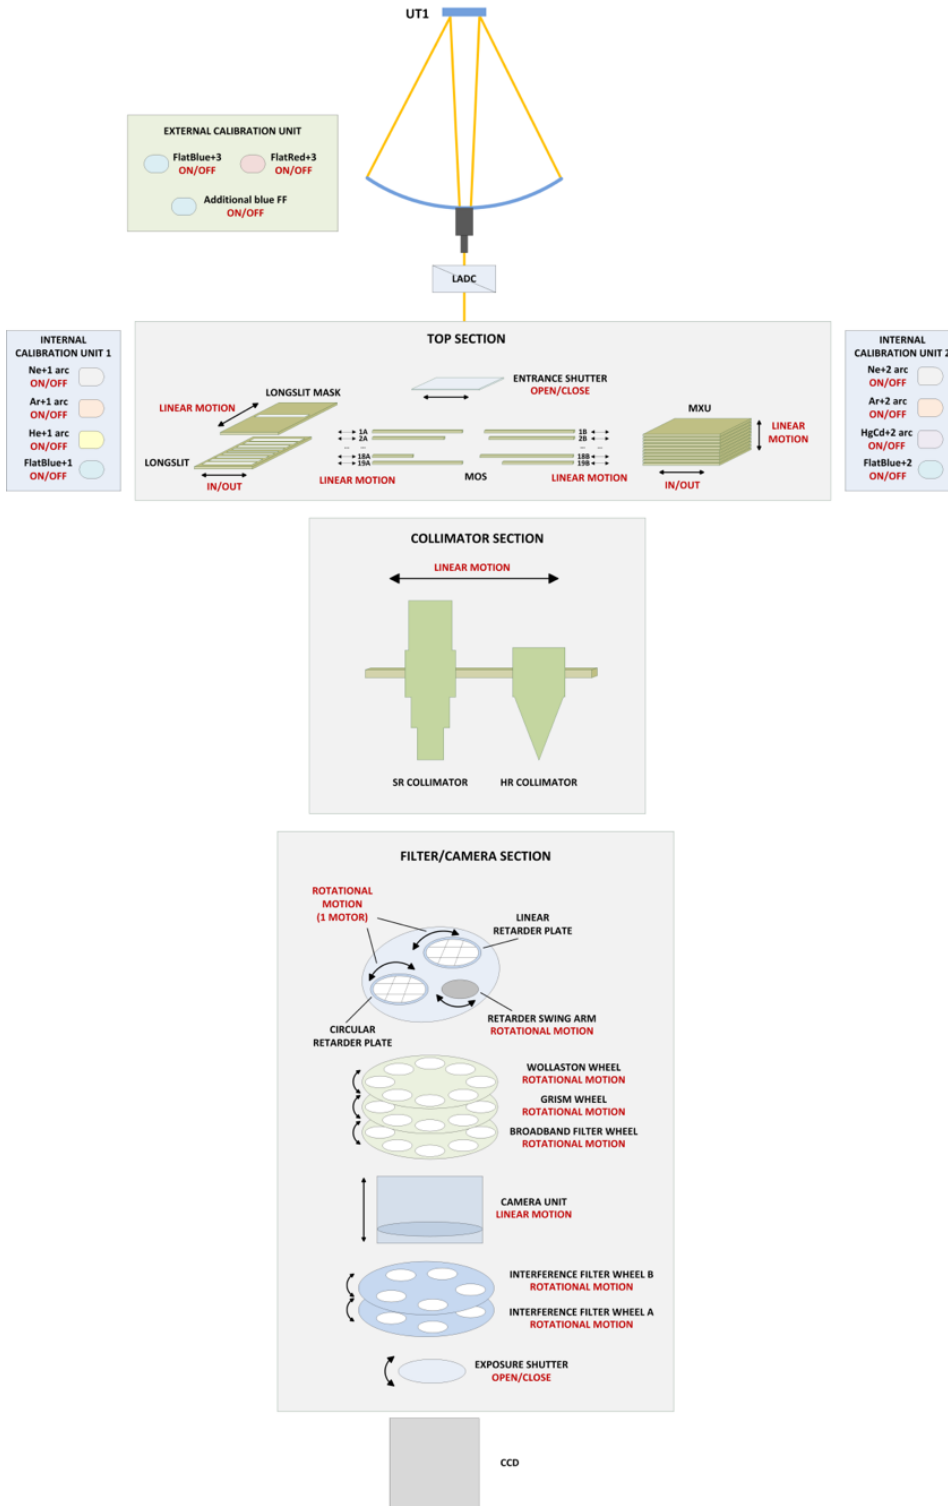 UT1
EXTERNAL CALIBRATION UNIT
FlatBlue+3
ON/OFF
FlatRed+3
ON/OFF
Additional blue FF
ON/OFF
LADC
INTERNAL
CALIBRATION UNIT 1
Ne+1 arc
ON/OFF
Ar+1 arc
ON/OFF
He+1 arc
ON/OFF
FlatBlue+1
ON/OFF
TOP SECTION
LONGSLIT MASK
LINEAR MOTION
LONGSLIT
IN/OUT
ENTRANCE SHUTTER
OPEN/CLOSE
1A
2A
...
...
18A
19A
LINEAR MOTION
MOS
1B
2B
...
...
18B
19B
LINEAR MOTION
MXU
LINEAR
MOTION
IN/OUT
INTERNAL
CALIBRATION UNIT 2
Ne+2 arc
ON/OFF
Ar+2 arc
ON/OFF
HgCd+2 arc
ON/OFF
FlatBlue+2
ON/OFF
COLLIMATOR SECTION
LINEAR MOTION
SR COLLIMATOR
HR COLLIMATOR
FILTER/CAMERA SECTION
ROTATIONAL
MOTION
(1 MOTOR)
LINEAR
RETARDER PLATE
CIRCULAR
RETARDER PLATE
RETARDER SWING ARM
ROTATIONAL MOTION
WOLLASTON WHEEL
ROTATIONAL MOTION
GRISM WHEEL
ROTATIONAL MOTION
BROADBAND FILTER WHEEL
ROTATIONAL MOTION
CAMERA UNIT
LINEAR MOTION
INTERFERENCE FILTER WHEEL B
ROTATIONAL MOTION
INTERFERENCE FILTER WHEEL A
ROTATIONAL MOTION
EXPOSURE SHUTTER
OPEN/CLOSE
CCD